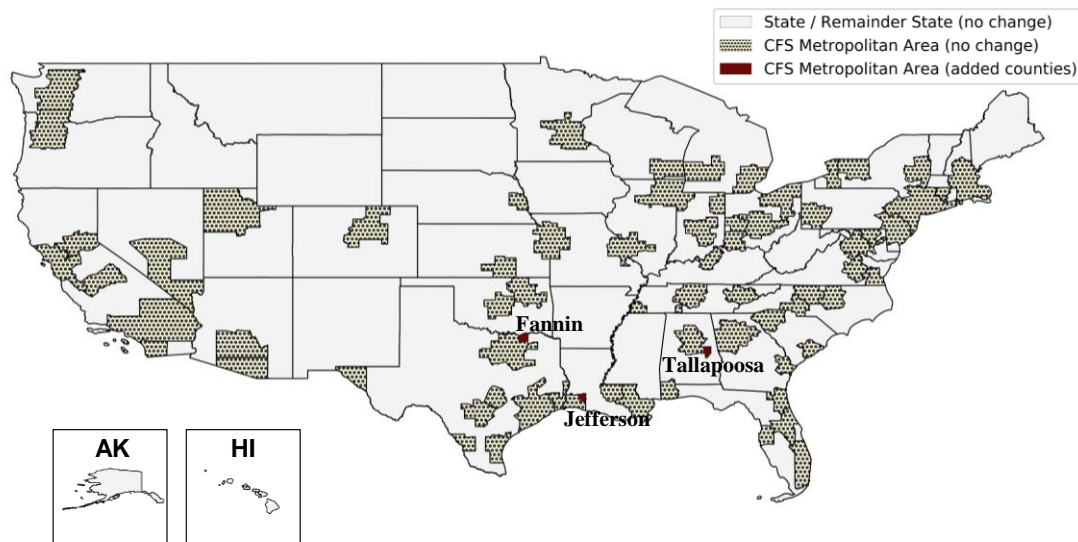 State / Remainder State (no change)
CFS Metropolitan Area (no change)
CFS Metropolitan Area (added counties)
Fannin
Tallapoosa
Jefferson
AK
HI